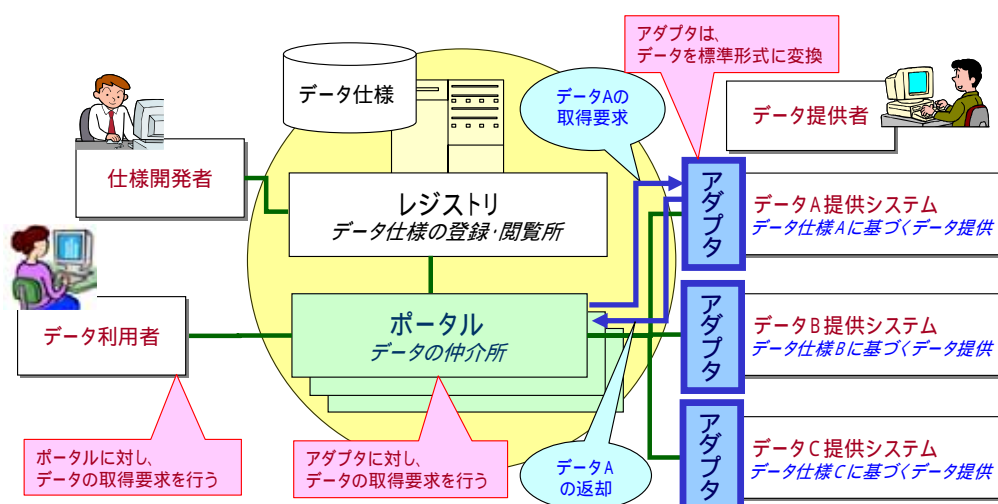 アダプタは、
データを標準形式に変換
データ仕様
データAの
取得要求
データ提供者
仕様開発者
レジストリ
データ仕様の登録・閲覧所
アダプタ
データA提供システム
データ仕様Aに基づくデータ提供
データ利用者
ポータル
データの仲介所
アダプタ
データB提供システム
データ仕様Bに基づくデータ提供
アダプタ
データC提供システム
データ仕様Cに基づくデータ提供
ポータルに対し、
データの取得要求を行う
アダプタに対し、
データの取得要求を行う
データA
の返却